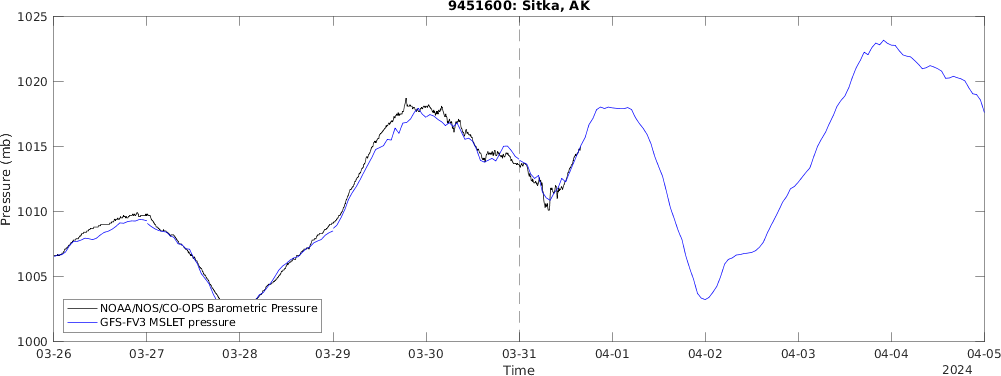 9451600: Sitka, AK
Pressure (mb)
1025
1020
1015
1010
1005
1000
NOAA/NOS/CO-OPS Barometric Pressure
GFS-FV3 MSLET pressure
03-26 03-27 03-28 03-29 03-30 03-31 04-01 04-02 04-03 04-04 04-05
Time
2024